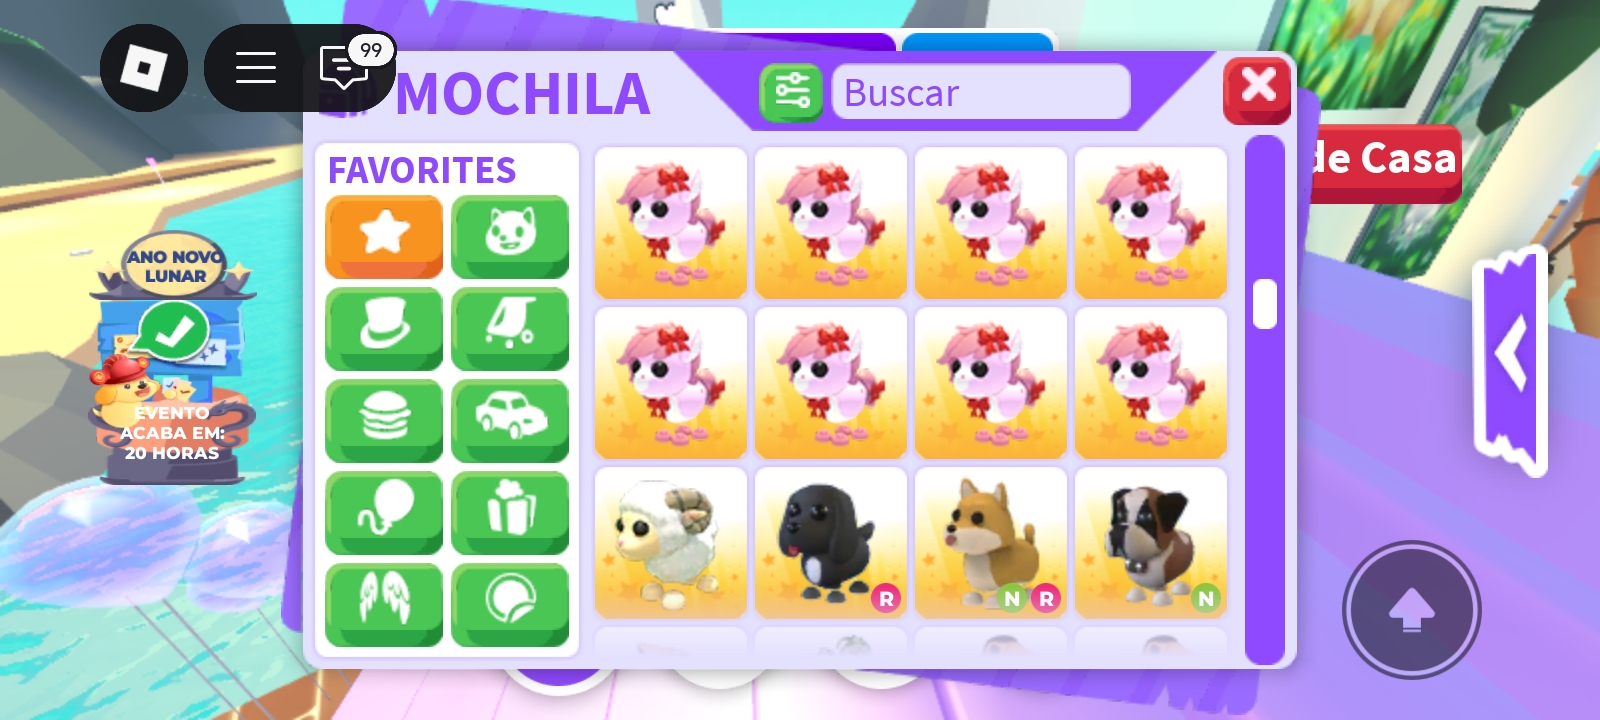 99
MOCHILA
Buscar
de Casa
FAVORITES
ANO NOVO
LUNAR
EVENTO
ACABA EM:
20 HORAS
R
N R
N